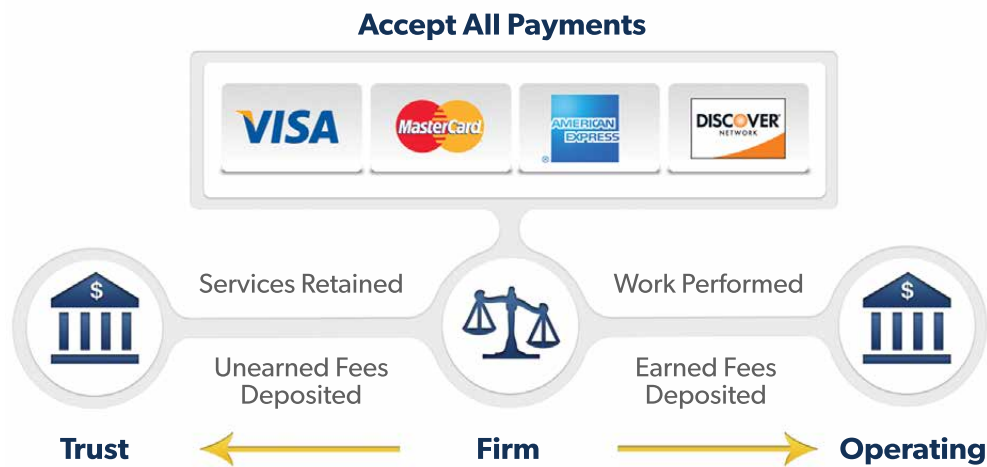 Accept All Payments
VISA
MasterCard
AMERICAN
EXPRESS
®
DISCOVER
NETWORK
$
Services Retained
Work Performed
$
Unearned Fees
Deposited
Earned Fees
Deposited
Trust
Firm
Operating